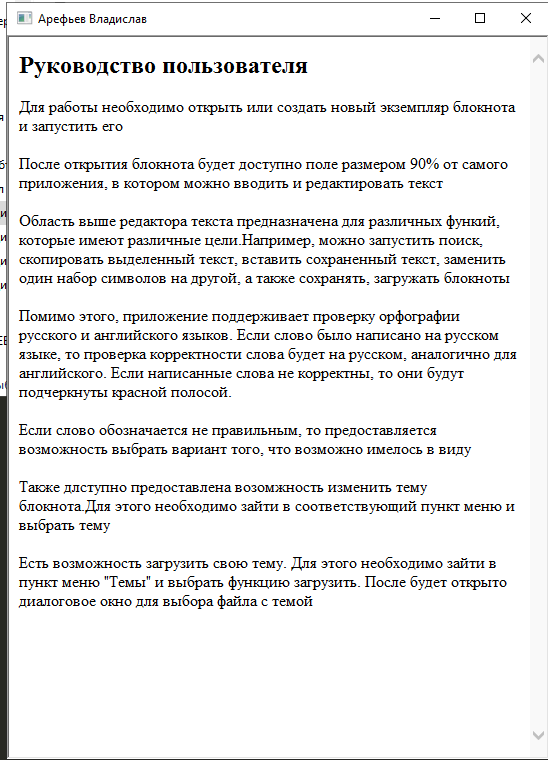 Арефьев Владислав
Руководство пользователя
Для работы необходимо открыть или создать новый экземпляр блокнота
и запустить его
После открытия блокнота будет доступно поле размером 90% от самого
приложения, в котором можно вводить и редактировать текст
Область выше редактора текста предназначена для различных функий,
которые имеют различные цели.Например, можно запустить поиск,
скопировать выделенный текст, вставить сохраненный текст, заменить
один набор символов на другой, а также сохранять, загружать блокноты
Помимо этого, приложение поддерживает проверку орфографии
русского и английского языков. Если слово было написано на русском
языке, то проверка корректности слова будет на русском, аналогично для
английского. Если написанные слова не корректны, то они будут
подчеркнуты красной полосой.
Если слово обозначается не правильным, то предоставляется
возможность выбрать вариант того, что возможно имелось в виду
Также длступно предоставлена возомжность изменить тему
блокнота.Для этого необходимо зайти в соответствующий пункт меню и
выбрать тему
Есть возможность загрузить свою тему. Для этого необходимо зайти в
пункт меню "Темы" и выбрать функцию загрузить. После будет открыто
диалоговое окно для выбора файла с темой